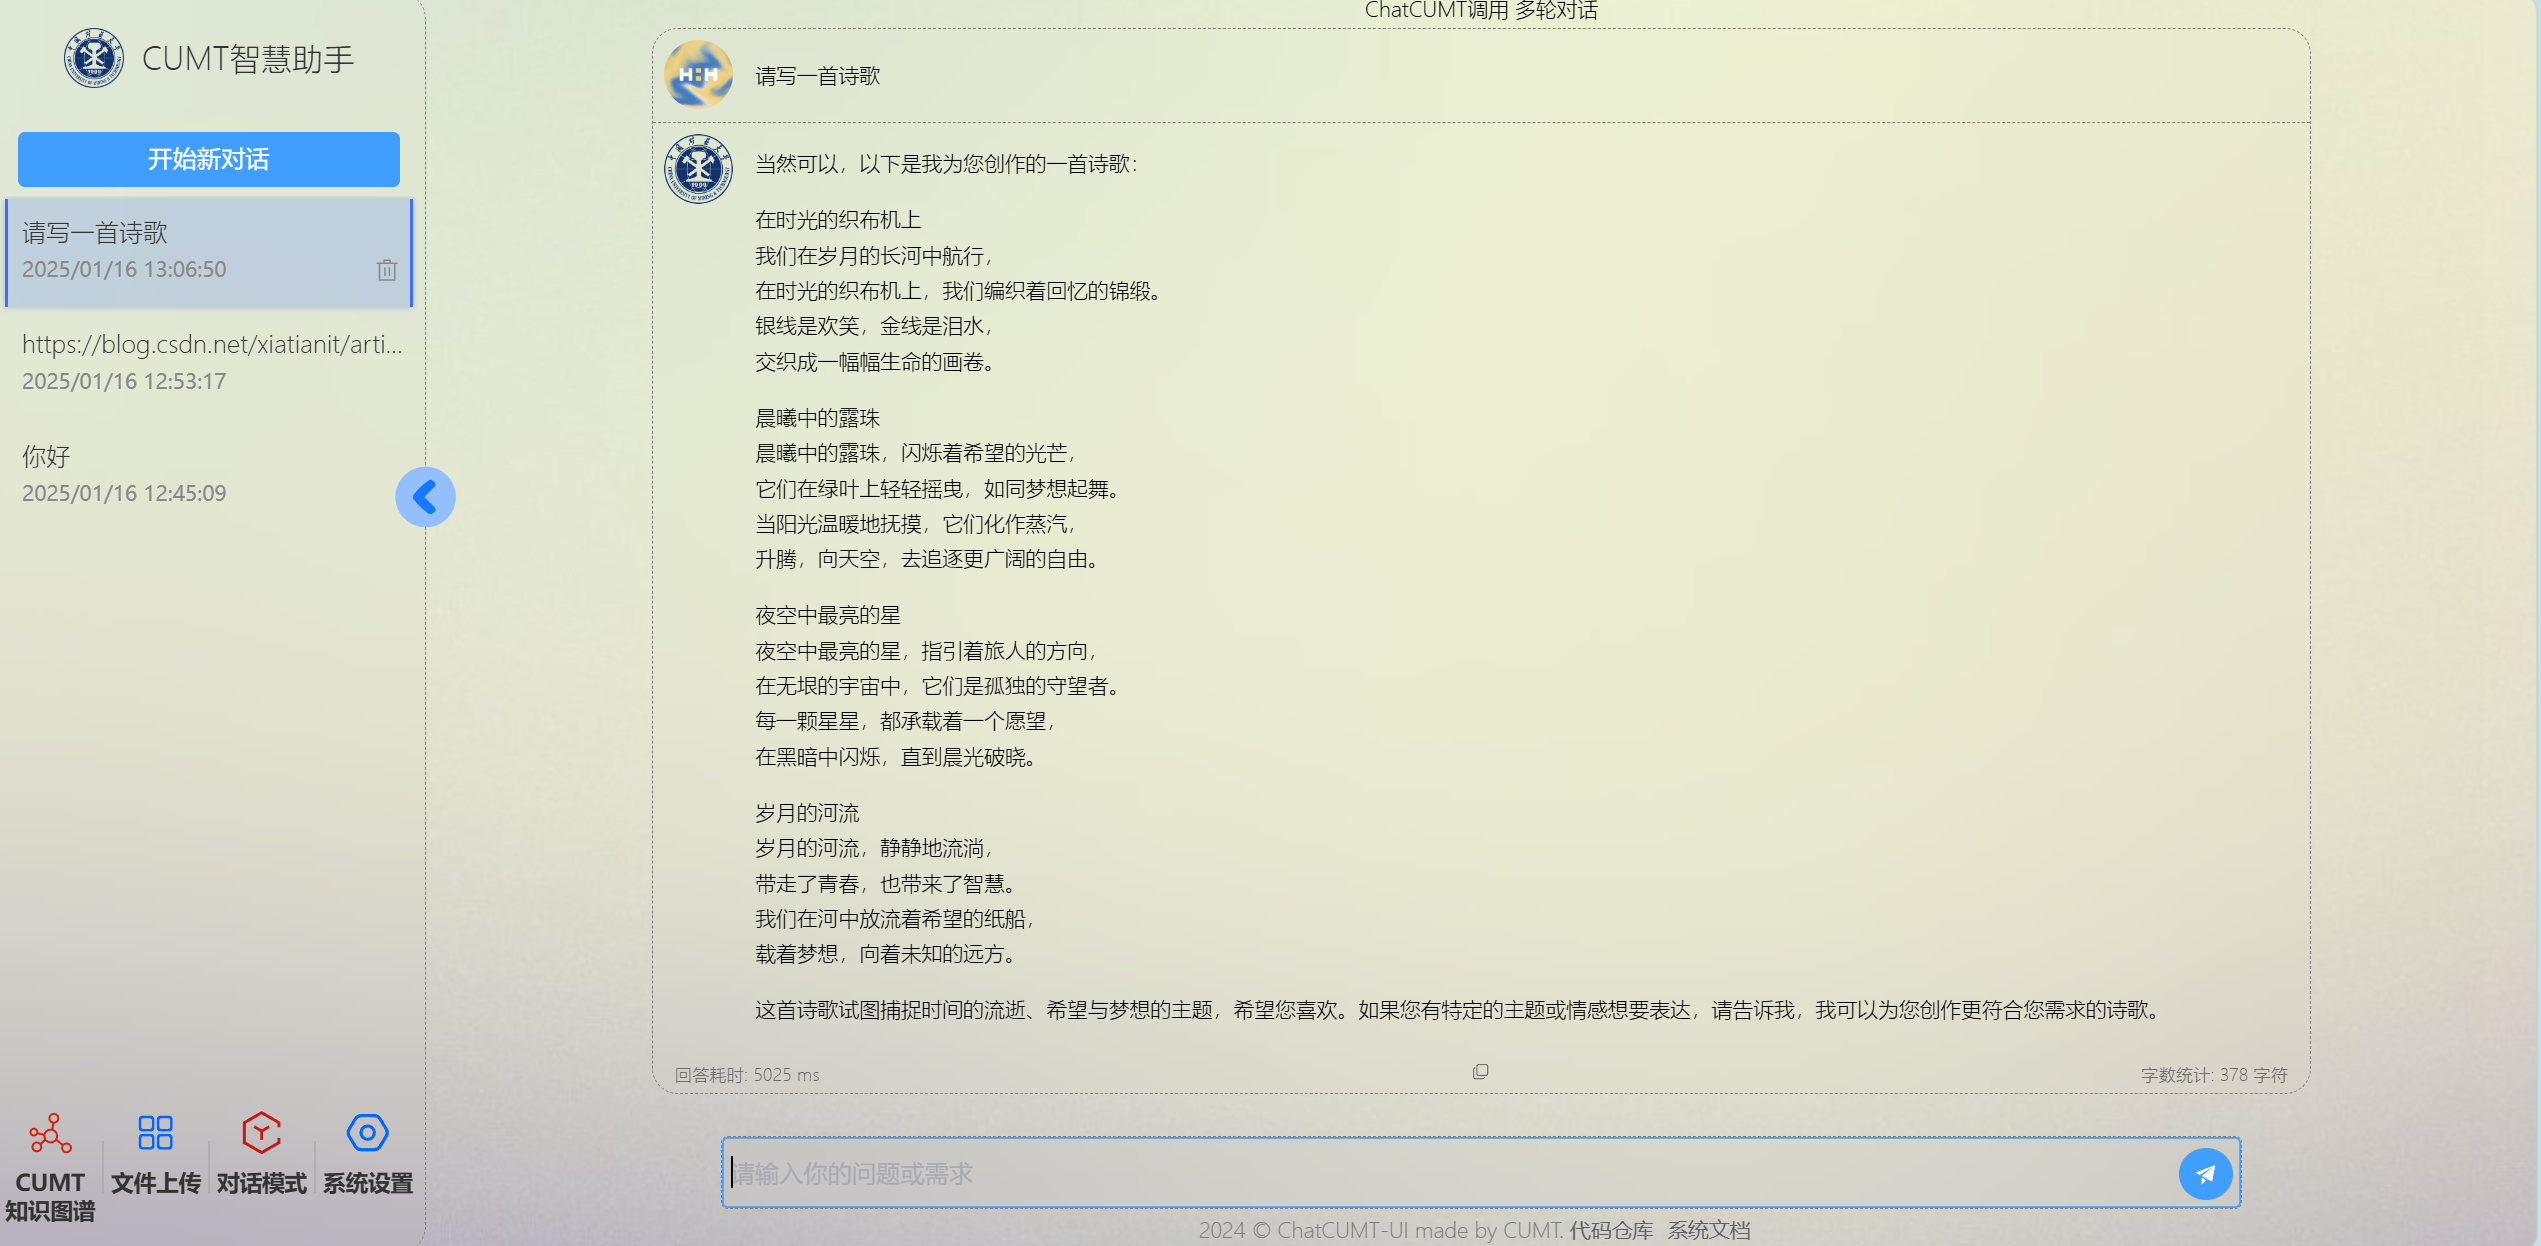 CUMT智慧助手
开始新对话
请写一首诗歌
2025/01/16 13:06:50
https://blog.csdn.net/xiatianit/arti...
2025/01/16 12:53:17
你好
2025/01/16 12:45:09
CUMT
知识图谱
文件上传
对话模式
系统设置
ChatCUMT调用 多轮对话
H:H
请写一首诗歌
当然可以，以下是我为您创作的一首诗歌：
在时光的织布机上
我们在岁月的长河中航行，
在时光的织布机上，我们编织着回忆的锦缎。
银线是欢笑，金线是泪水，
交织成一幅幅生命的画卷。
晨曦中的露珠
晨曦中的露珠，闪烁着希望的光芒，
它们在绿叶上轻轻摇曳，如同梦想起舞。
当阳光温暖地抚摸，它们化作蒸汽，
升腾，向天空，去追逐更广阔的自由。
夜空中最亮的星
夜空中最亮的星，指引着旅人的方向，
在无垠的宇宙中，它们是孤独的守望者。
每一颗星星，都承载着一个愿望，
在黑暗中闪烁，直到晨光破晓。
岁月的河流
岁月的河流，静静地流淌，
带走了青春，也带来了智慧。
我们在河中放流着希望的纸船，
载着梦想，向着未知的远方。
这首诗歌试图捕捉时间的流逝、希望与梦想的主题，希望您喜欢。如果您有特定的主题或情感想要表达，请告诉我，我可以为您创作更符合您需求的诗歌。
回答耗时: 5025 ms
字数统计: 378 字符
请输入你的问题或需求
2024 © ChatCUMT-UI made by CUMT. 代码仓库 系统文档